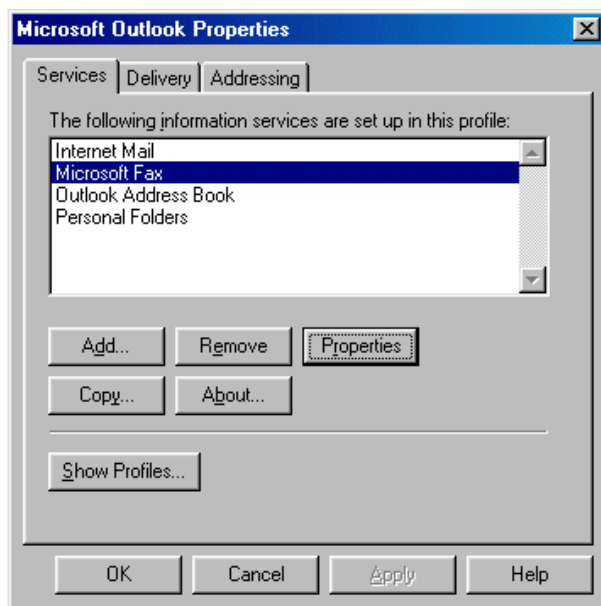 Microsoft Outlook Properties
Services Delivery Addressing
The following information services are set up in this profile:
Internet Mail
Microsoft Fax
Outlook Address Book
Personal Folders
Add... Remove Properties
Copy... About...
Show Profiles...
OK Cancel Apply Help